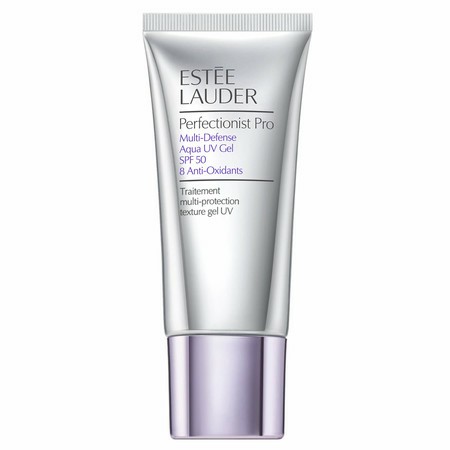 ESTĒE
LAUDER
Perfectionist Pro
Multi-Defense
Aqua UV Gel
SPF 50
8 Anti-Oxidants
Traitement
multi-protection
texture gel UV